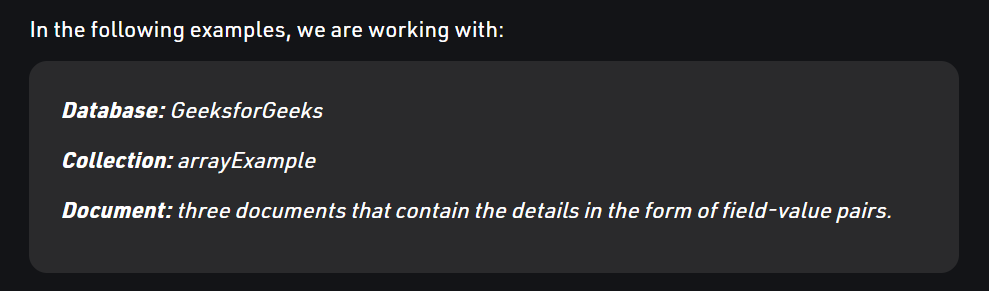 In the following examples, we are working with:
Database: GeeksforGeeks
Collection: arrayExample
Document: three documents that contain the details in the form of field-value pairs.